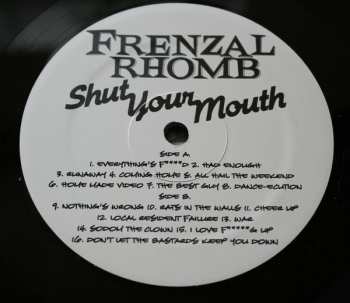 FRENZAL
RHOMB
Shut Your Mouth
SIDE A.
1. EVERYTHING'S F****D 2. HAD ENOUGH
3. RUNAWAY 4. COMING HOME 5. ALL HAIL THE WEEKEND
6. HOME MADE VIDEO 7. THE BEST GUY 8. DANCE-ECUTION
SIDE B.
9. NOTHING'S WRONG 10. RATS IN THE WALLS 11. CHEER UP
12. LOCAL RESIDENT FAILURE 13. WAR
14. SODOM THE CLOWN 15. I LOVE F*****G UP
16. DON'T LET THE BASTARDS KEEP YOU DOWN